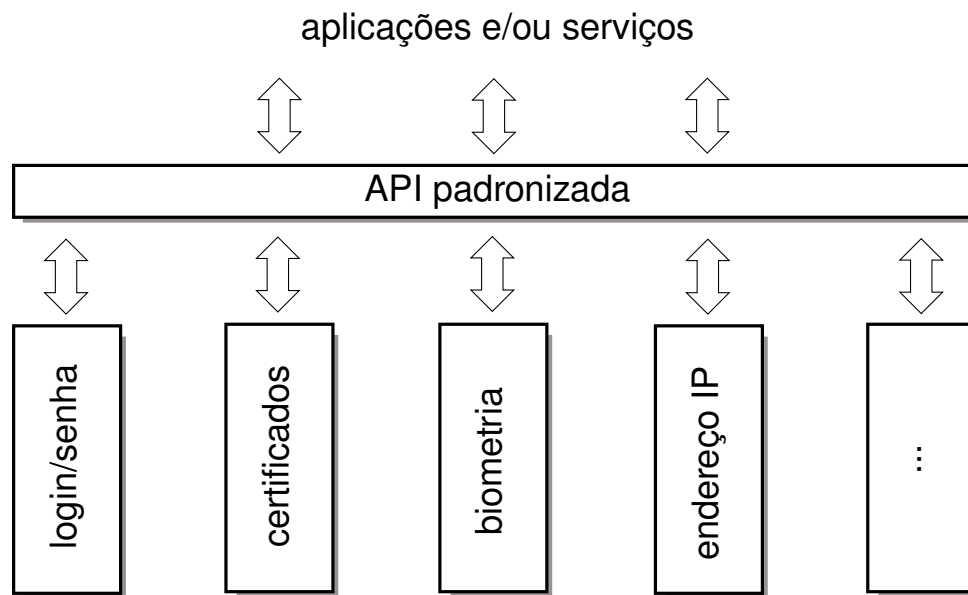 aplicações e/ou serviços
API padronizada
login/senha
certificados
biometria
endereço IP
...